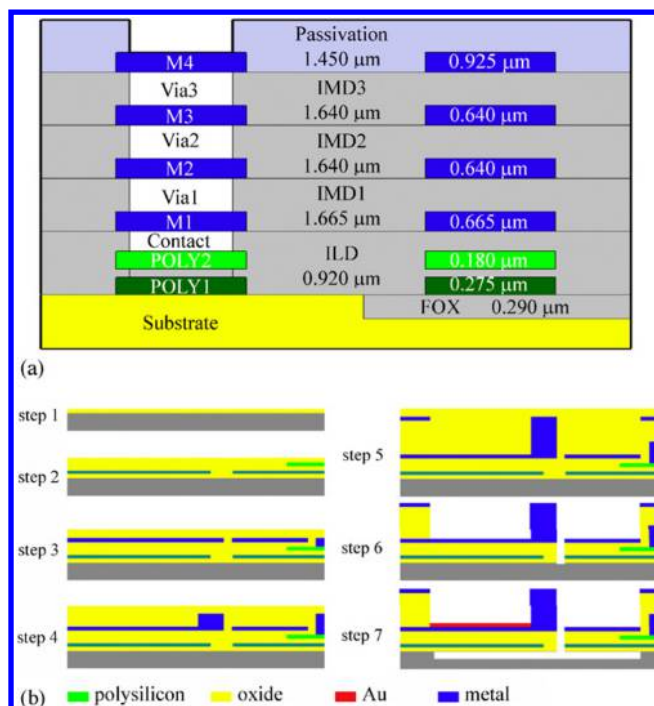 Passivation
M4 1.450 µm 0.925 µm
Via3 IMD3
M3 1.640 µm 0.640 µm
Via2 IMD2
M2 1.640 µm 0.640 µm
Via1 IMD1
M1 1.665 µm 0.665 µm
Contact ILD
POLY2 0.180 µm
POLY1 0.920 µm 0.275 µm
Substrate FOX 0.290 µm
(a)
step 1
step 2
step 3
step 4
step 5
step 6
step 7
(b) polysilicon oxide Au metal